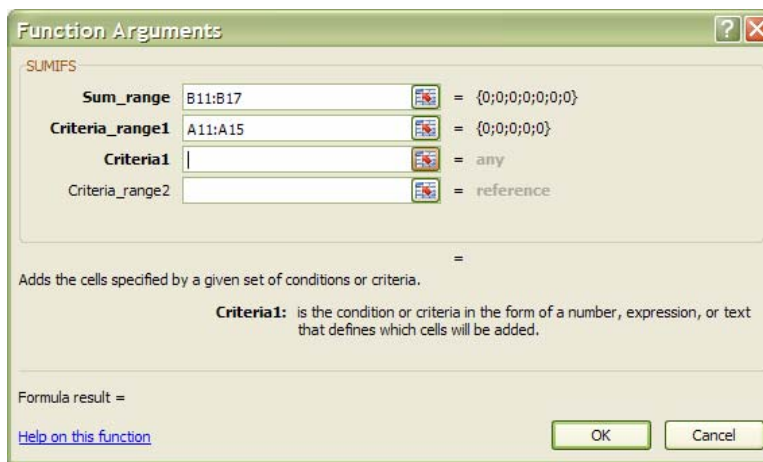 Function Arguments
SUMIFS
Sum_range B11:B17 = {0;0;0;0;0;0;0}
Criteria_range1 A11:A15 = {0;0;0;0;0}
Criteria1 = any
Criteria_range2 = reference
=
Adds the cells specified by a given set of conditions or criteria.
Criteria1: is the condition or criteria in the form of a number, expression, or text
that defines which cells will be added.
Formula result =
Help on this function OK Cancel